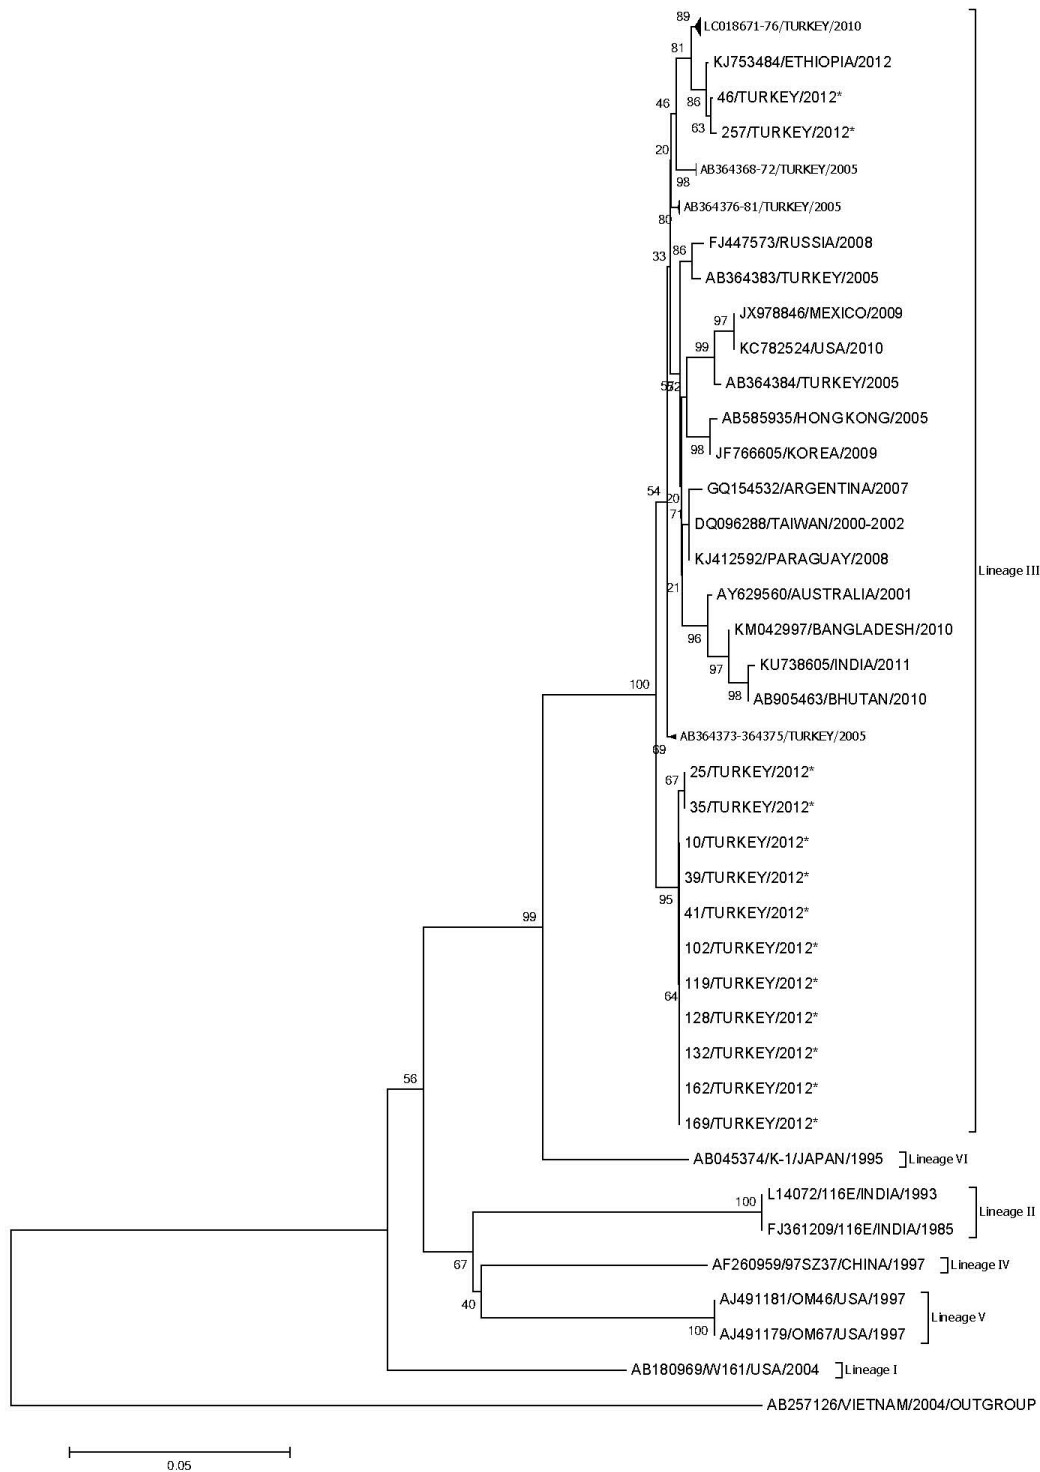 89
LC018671-76/TURKEY/2010
81
KJ753484/ETHIOPIA/2012
46
86
46/TURKEY/2012*
63
257/TURKEY/2012*
20
AB364368-72/TURKEY/2005
98
AB364376-81/TURKEY/2005
80
33
86
FJ447573/RUSSIA/2008
AB364383/TURKEY/2005
97
JX978846/MEXICO/2009
99
KC782524/USA/2010
AB364384/TURKEY/2005
AB585935/HONGKONG/2005
98
JF766605/KOREA/2009
54
20
GQ154532/ARGENTINA/2007
71
DQ096288/TAIWAN/2000-2002
KJ412592/PARAGUAY/2008
Lineage III
21
AY629560/AUSTRALIA/2001
96
KM042997/BANGLADESH/2010
97
KU738605/INDIA/2011
100
98
AB905463/BHUTAN/2010
AB364373-364375/TURKEY/2005
69
67
25/TURKEY/2012*
35/TURKEY/2012*
10/TURKEY/2012*
39/TURKEY/2012*
95
41/TURKEY/2012*
99
102/TURKEY/2012*
119/TURKEY/2012*
64
128/TURKEY/2012*
132/TURKEY/2012*
56
162/TURKEY/2012*
169/TURKEY/2012*
AB045374/K-1/JAPAN/1995 Lineage VI
100
L14072/116E/INDIA/1993
Lineage II
FJ361209/116E/INDIA/1985
67
AF260959/97SZ37/CHINA/1997 Lineage IV
40
AJ491181/OM46/USA/1997
Lineage V
100
AJ491179/OM67/USA/1997
AB180969/W161/USA/2004 Lineage I
AB257126/VIETNAM/2004/OUTGROUP
0.05